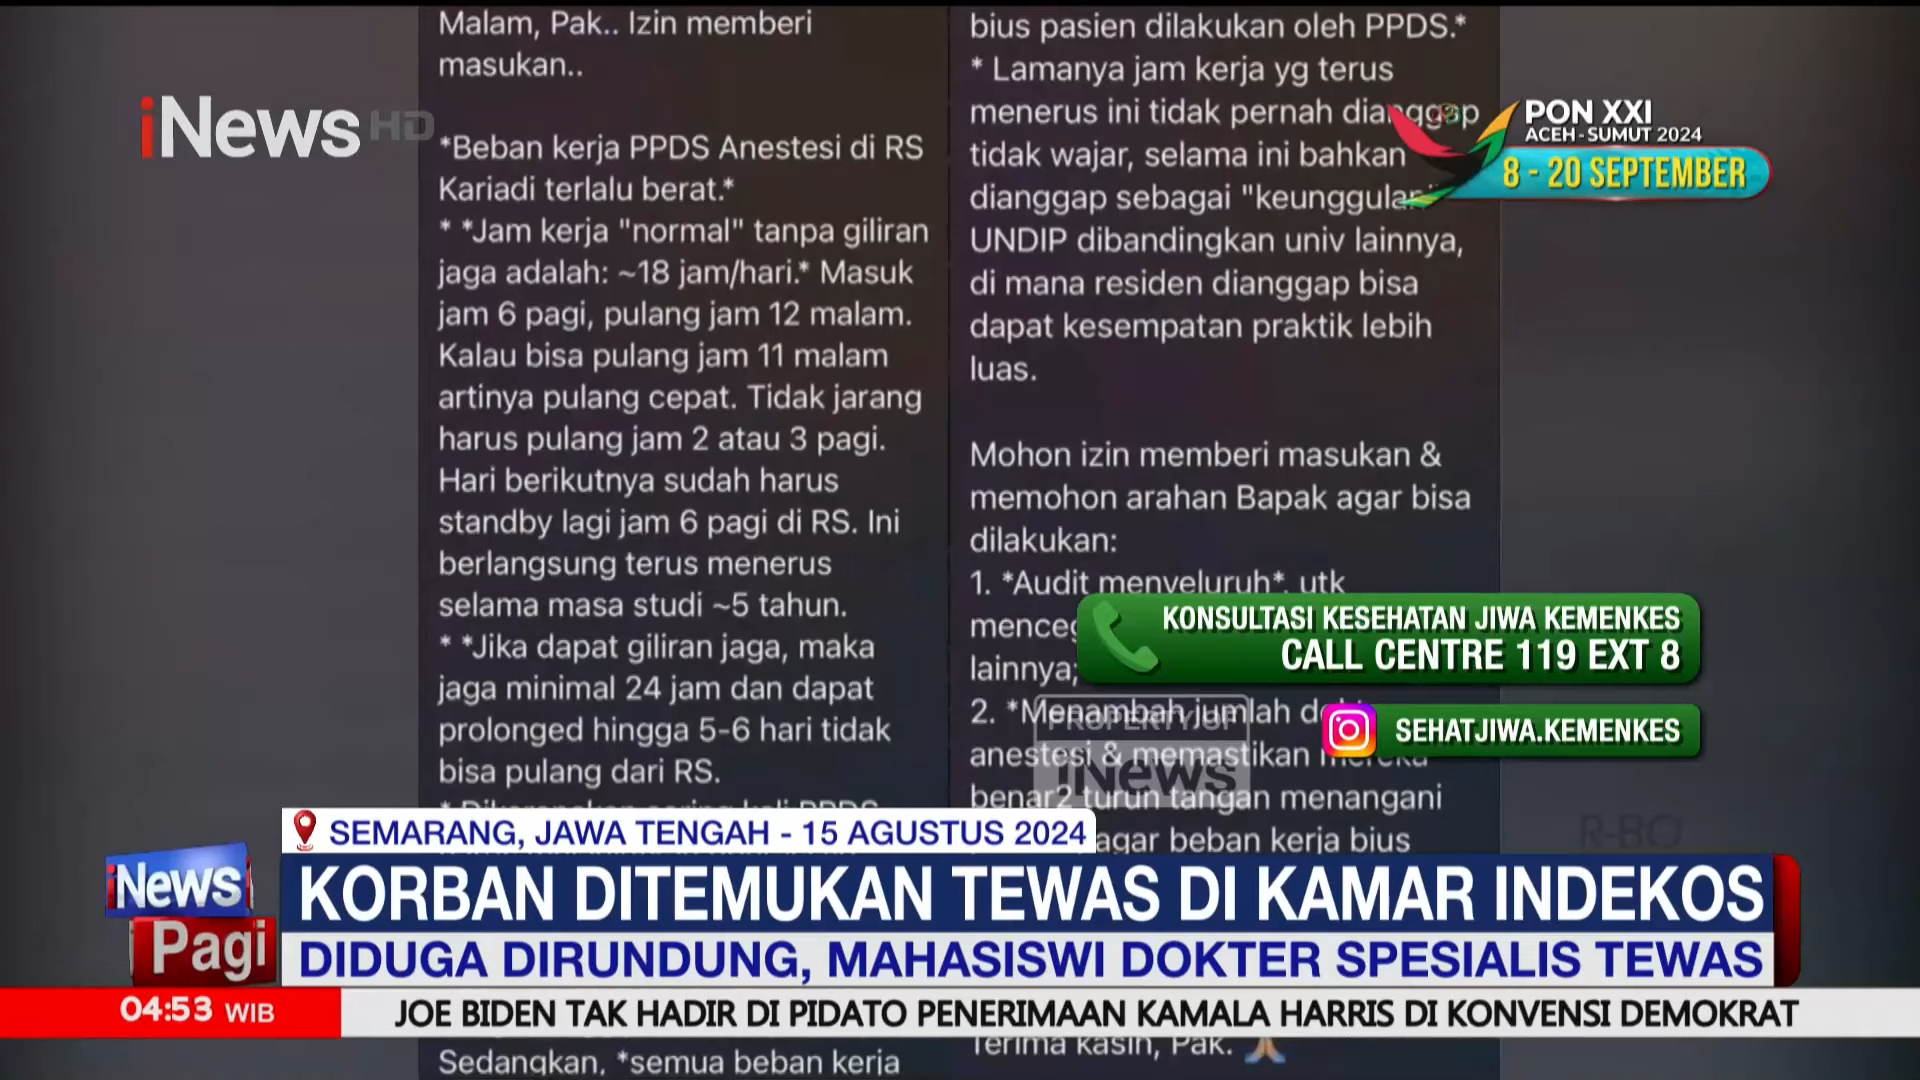 Malam, Pak.. Izin memberi
masukan..
*Beban kerja PPDS Anestesi di RS
Kariadi terlalu berat.*
* *Jam kerja "normal" tanpa giliran
jaga adalah: ~18 jam/hari.* Masuk
jam 6 pagi, pulang jam 12 malam.
Kalau bisa pulang jam 11 malam
artinya pulang cepat. Tidak jarang
harus pulang jam 2 atau 3 pagi.
Hari berikutnya sudah harus
standby lagi jam 6 pagi di RS. Ini
berlangsung terus menerus
selama masa studi ~5 tahun.
* *Jika dapat giliran jaga, maka
jaga minimal 24 jam dan dapat
prolonged hingga 5-6 hari tidak
bisa pulang dari RS.
Sedangkan, *semua beban kerja
bius pasien dilakukan oleh PPDS.*
* Lamanya jam kerja yg terus
menerus ini tidak pernah dianggap
tidak wajar, selama ini bahkan
dianggap sebagai "keunggulan"
UNDIP dibandingkan univ lainnya,
di mana residen dianggap bisa
dapat kesempatan praktik lebih
luas.
Mohon izin memberi masukan &
memohon arahan Bapak agar bisa
dilakukan:
1. *Audit menyeluruh*, utk
lainnya;
2. *Menambah jumlah
anestesi & memastikan mereka
benar2 turun tangan menangani
agar beban kerja bius
Terima kasih, Pak. 🙏
iNews HD
PON XXI
ACEH-SUMUT 2024
8 - 20 SEPTEMBER
KONSULTASI KESEHATAN JIWA KEMENKES
CALL CENTRE 119 EXT 8
SEHATJIWA.KEMENKES
PROPERTY OF
iNews
R-BO
SEMARANG, JAWA TENGAH - 15 AGUSTUS 2024
iNews
Pagi
KORBAN DITEMUKAN TEWAS DI KAMAR INDEKOS
DIDUGA DIRUNDUNG, MAHASISWI DOKTER SPESIALIS TEWAS
04:53 WIB
JOE BIDEN TAK HADIR DI PIDATO PENERIMAAN KAMALA HARRIS DI KONVENSI DEMOKRAT